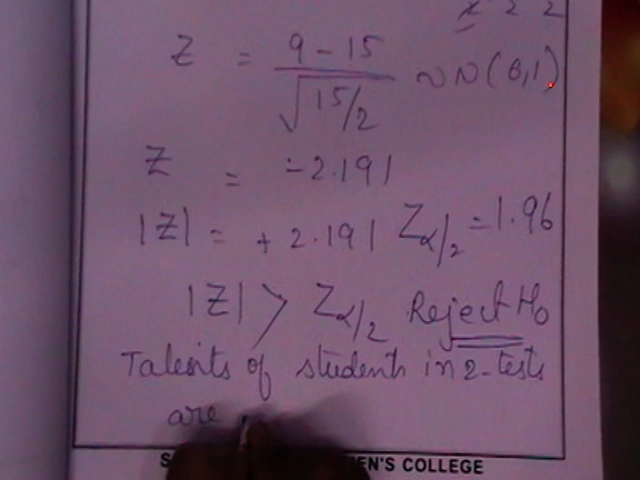 Z = 9 - 15 / √15/2 ~ N(0,1)
Z = -2.191
|Z| = + 2.191 Zα/2 = 1.96
|Z| > Zα/2 Reject H0
Talents of students in 2-tests
are
EN'S COLLEGE